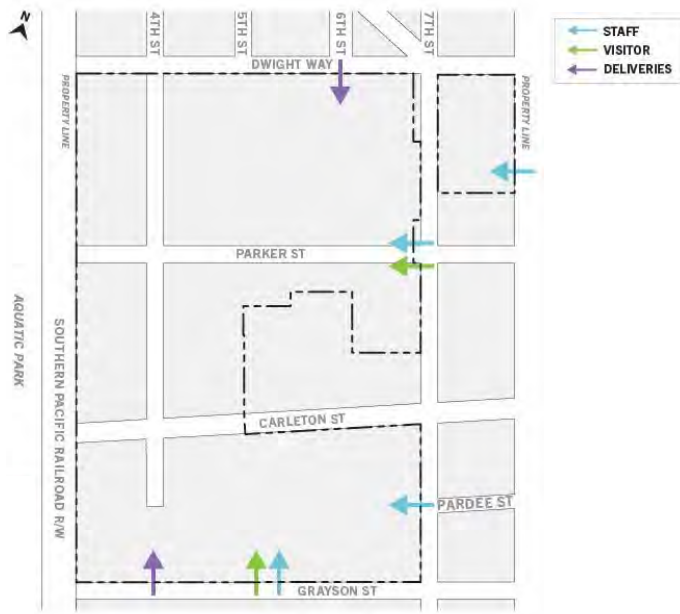 N
4TH ST
5TH ST
6TH ST
7TH ST
STAFF
VISITOR
DELIVERIES
DWIGHT WAY
PROPERTY LINE
PROPERTY LINE
PARKER ST
AQUATIC PARK
SOUTHERN PACIFIC RAILROAD R/W
CARLETON ST
PARDEE ST
GRAYSON ST